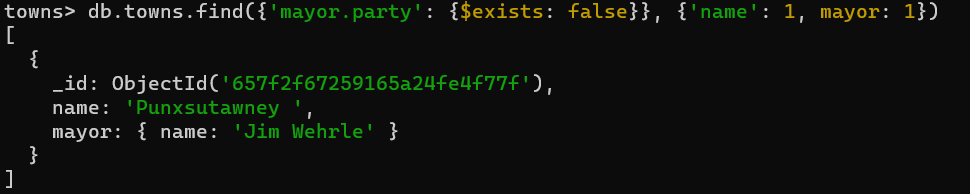 towns> db.towns.find({'mayor.party': {$exists: false}}, {'name': 1, mayor: 1})
[
  {
    _id: ObjectId('657f2f67259165a24fe4f77f'),
    name: 'Punxsutawney ',
    mayor: { name: 'Jim Wehrle' }
  }
]